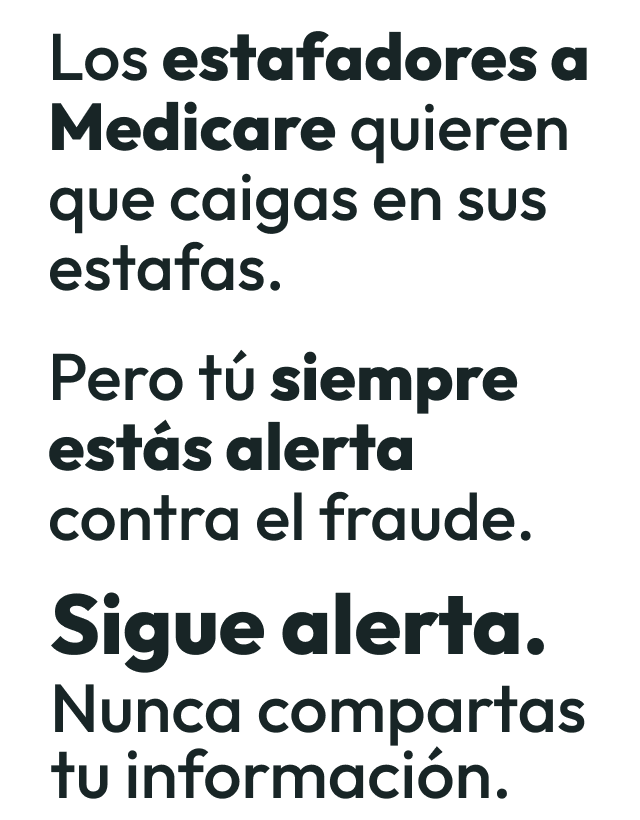 Los estafadores a
Medicare quieren
que caigas en sus
estafas.
Pero tú siempre
estás alerta
contra el fraude.
Sigue alerta.
Nunca compartas
tu información.